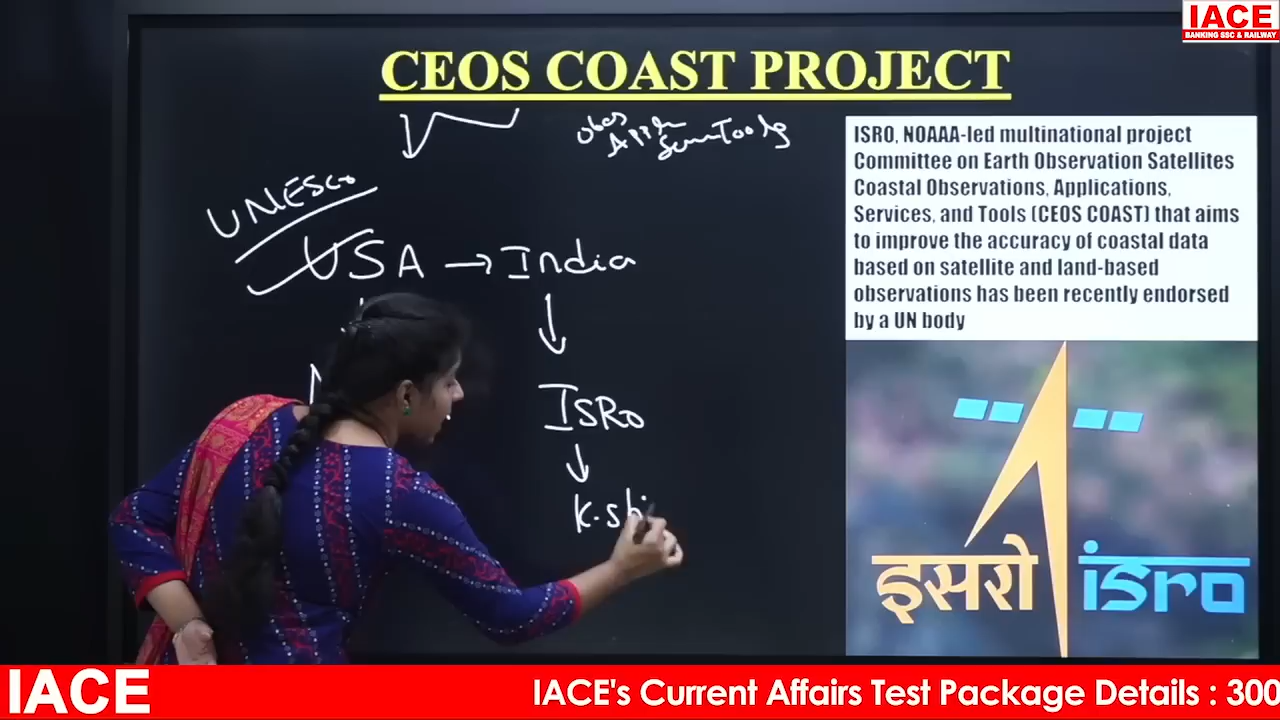 IACE
BANKING SSC & RAILWAY
CEOS COAST PROJECT
Tools
UNESCO
USA → India
ISRO
K.shi
ISRO, NOAAA-led multinational project
Committee on Earth Observation Satellites
Coastal Observations, Applications,
Services, and Tools (CEOS COAST) that aims
to improve the accuracy of coastal data
based on satellite and land-based
observations has been recently endorsed
by a UN body
इसरो isro
IACE
IACE's Current Affairs Test Package Details : 300